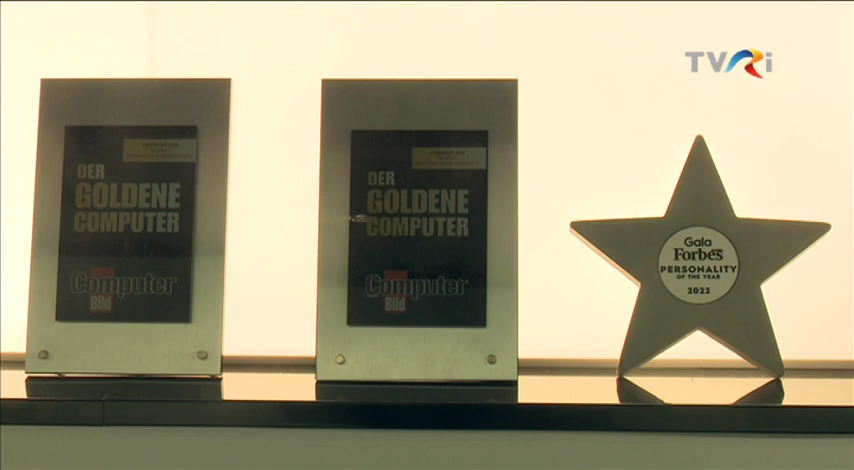 TVRi
DER
GOLDENE
COMPUTER
Computer
Bild
DER
GOLDENE
COMPUTER
Computer
Bild
Gala
Forbes
PERSONALITY
OF THE YEAR
2022